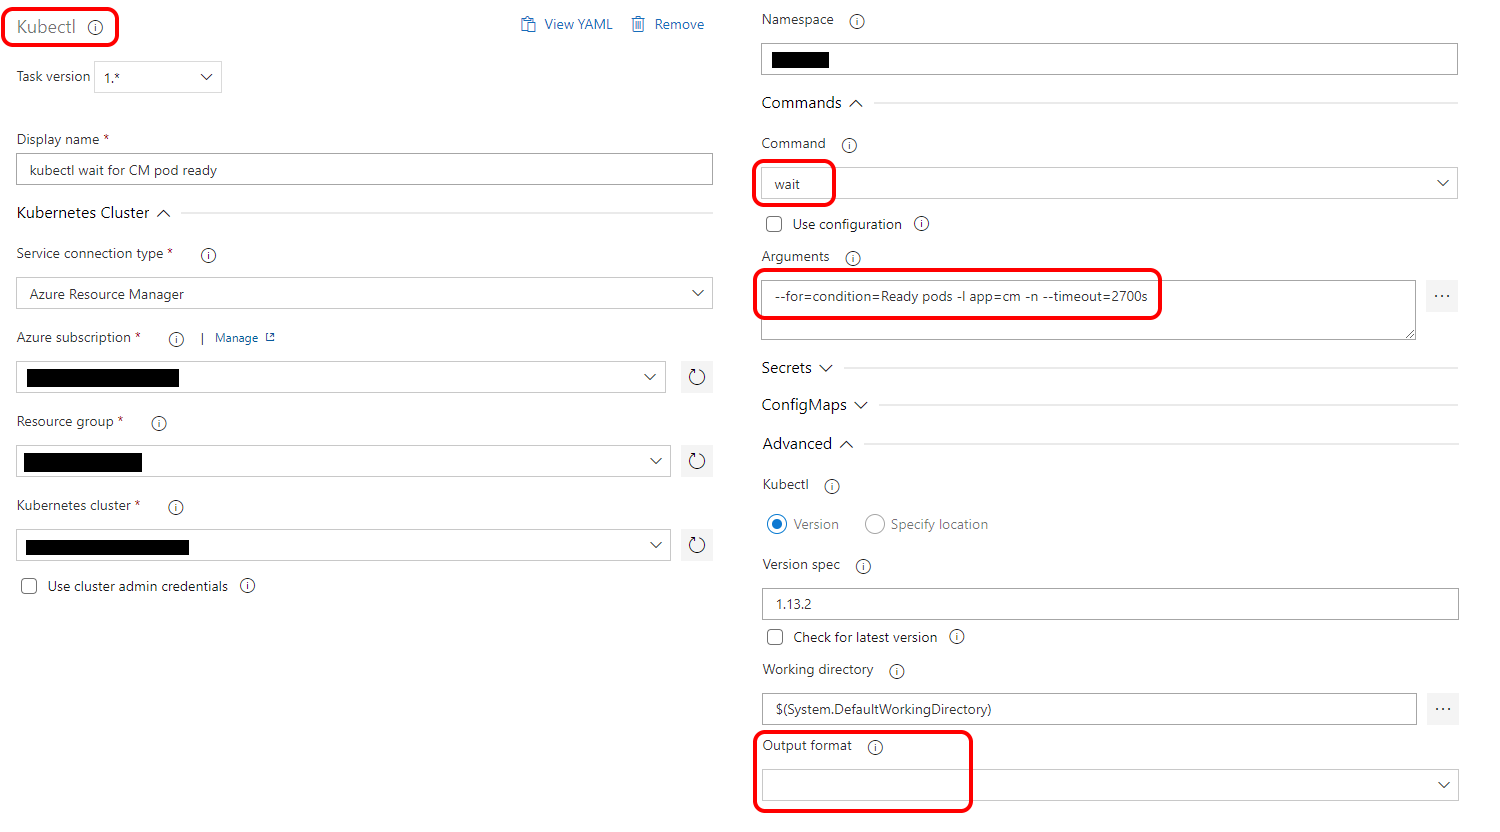 Kubectl
View YAML
Remove
Task version
1.*
Display name *
kubectl wait for CM pod ready
Kubernetes Cluster
Service connection type *
Azure Resource Manager
Azure subscription *
| Manage
Resource group *
Kubernetes cluster *
Use cluster admin credentials
Namespace
Commands
Command
wait
Use configuration
Arguments
--for=condition=Ready pods -l app=cm -n --timeout=2700s
...
Secrets
ConfigMaps
Advanced
Kubectl
Version
Specify location
Version spec
1.13.2
Check for latest version
Working directory
$(System.DefaultWorkingDirectory)
...
Output format